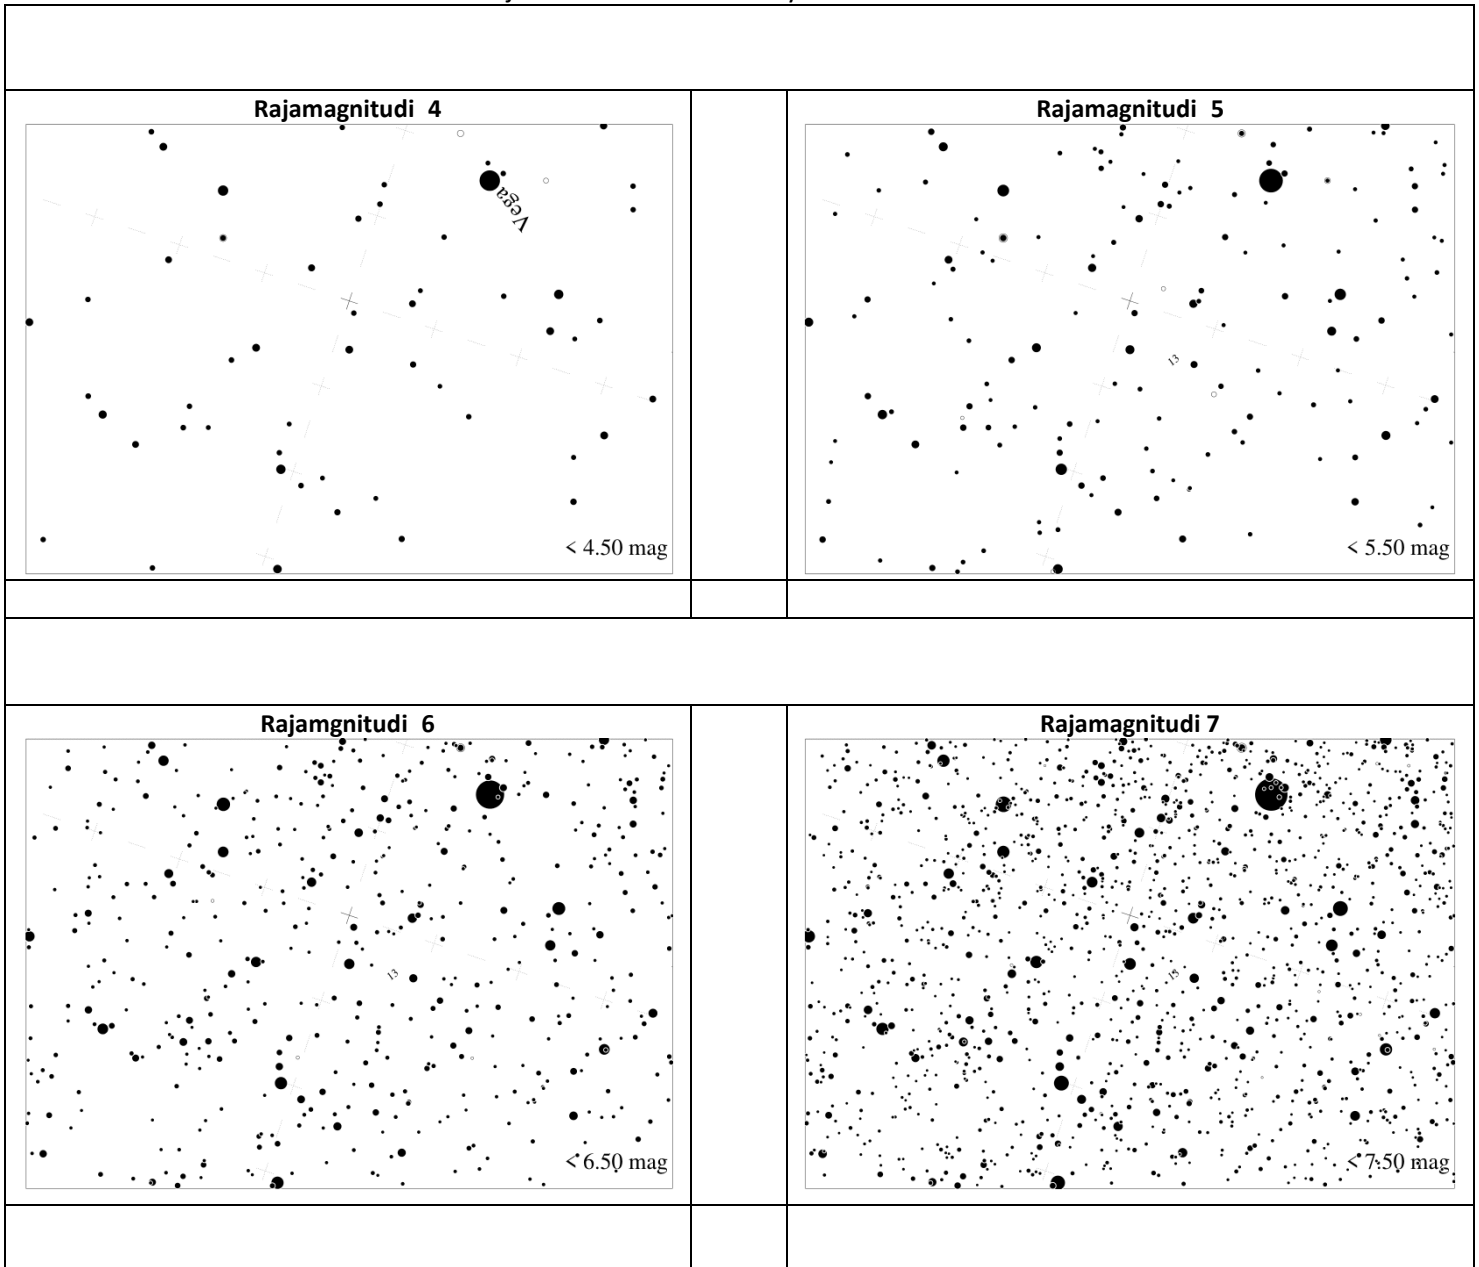 Rajamagnitudi 4
Rajamagnitudi 5
Vega
13
< 4.50 mag
< 5.50 mag
Rajamgnitudi 6
Rajamagnitudi 7
13
13
< 6.50 mag
< 7.50 mag